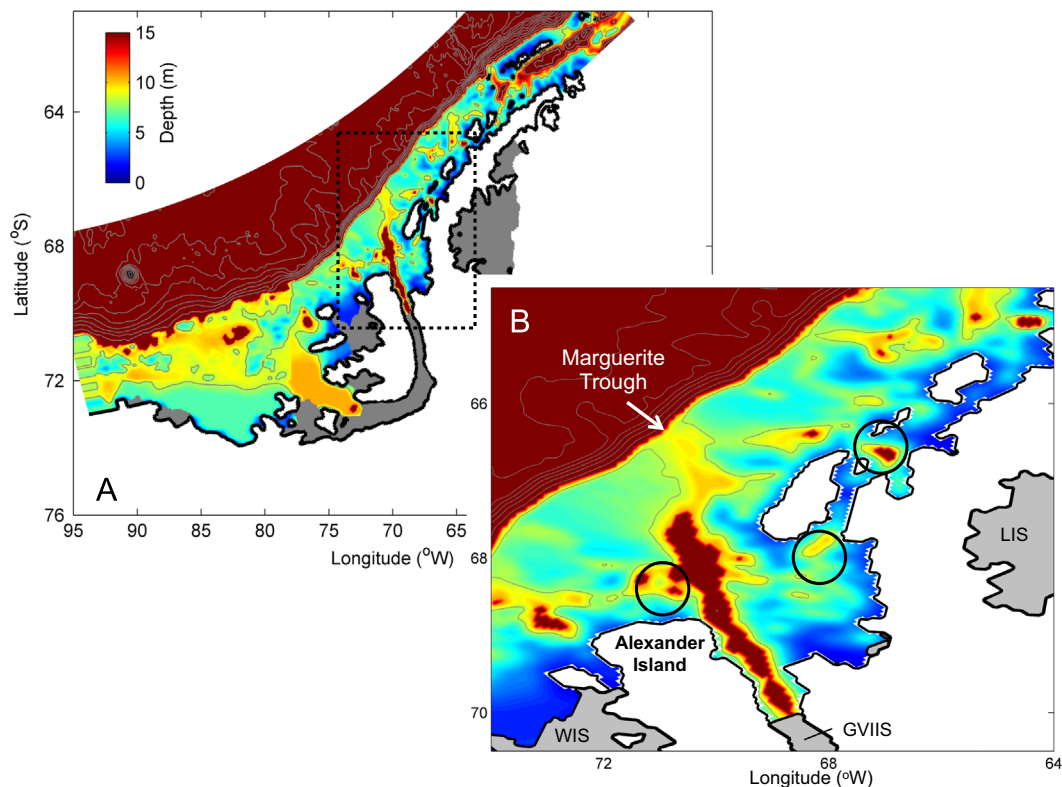 15
10
5
0
Depth (m)
64
68
72
76
Latitude (°S)
A
95
90
85
80
75
70
65
Longitude (°W)
B
Marguerite
Trough
66
68
70
LIS
Alexander
Island
WIS
GVIIS
72
68
64
Longitude (°W)